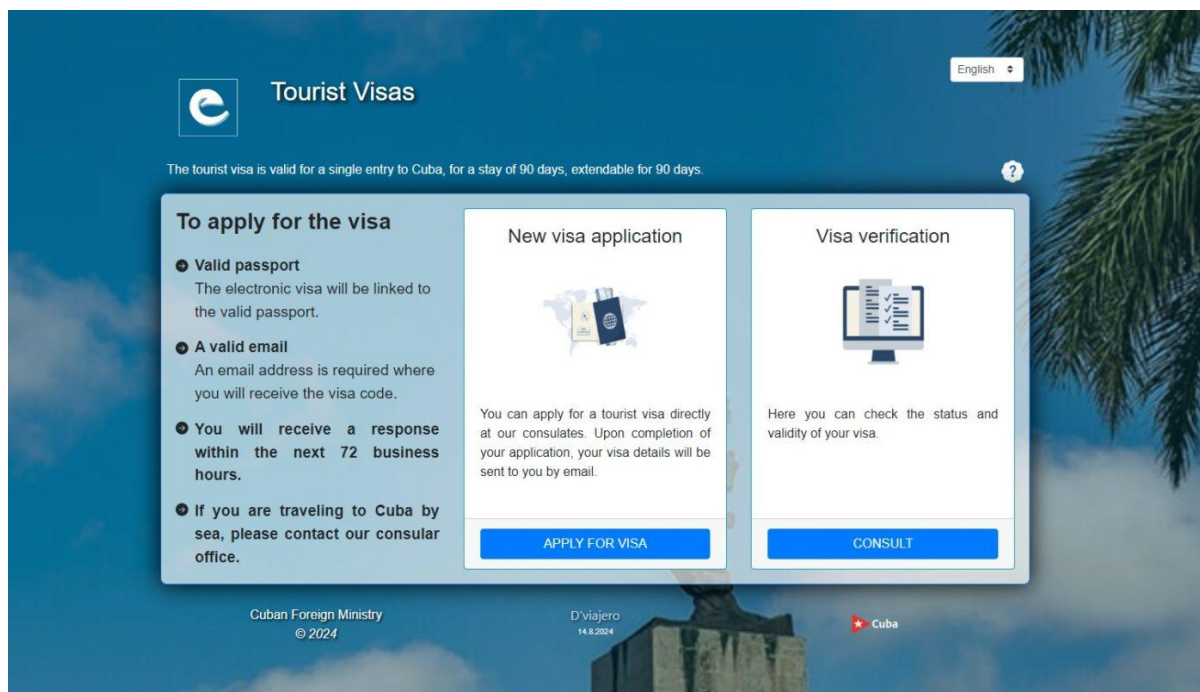 English
Tourist Visas
The tourist visa is valid for a single entry to Cuba, for a stay of 90 days, extendable for 90 days.
?
To apply for the visa
Valid passport
The electronic visa will be linked to
the valid passport.
A valid email
An email address is required where
you will receive the visa code.
You will receive a response
within the next 72 business
hours.
If you are traveling to Cuba by
sea, please contact our consular
office.
New visa application
You can apply for a tourist visa directly
at our consulates. Upon completion of
your application, your visa details will be
sent to you by email.
APPLY FOR VISA
Visa verification
Here you can check the status and
validity of your visa.
CONSULT
Cuban Foreign Ministry
© 2024
D'viajero
14.8.2024
Cuba